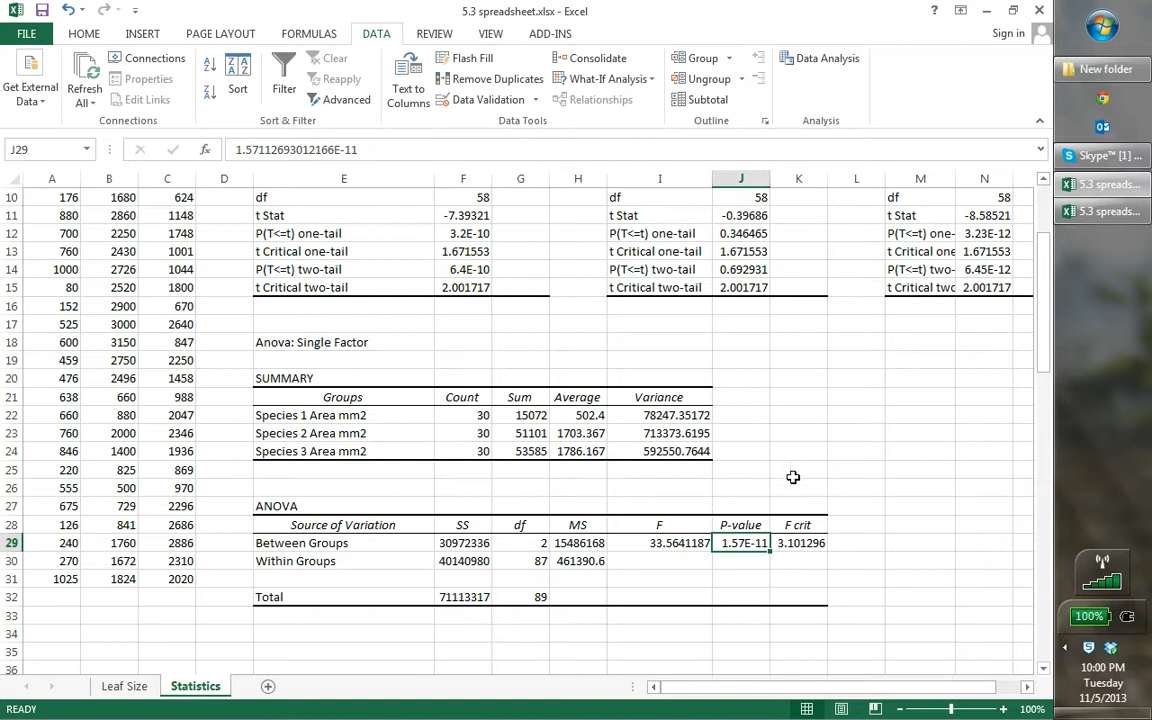 5.3 spreadsheet.xlsx - Excel
FILE HOME INSERT PAGE LAYOUT FORMULAS DATA REVIEW VIEW ADD-INS Sign in
Get External Data Refresh All Connections Properties Edit Links
Connections
Sort Filter Clear Reapply Advanced
Sort & Filter
Text to Columns Flash Fill Remove Duplicates Data Validation Consolidate What-If Analysis Relationships
Data Tools
Group Ungroup Subtotal
Outline
Data Analysis
Analysis
J29 fx 1.57112693012166E-11
A B C D E F G H I J K L M N
10 176 1680 624 df 58 df 58 df 58
11 880 2860 1148 t Stat -7.39321 t Stat -0.39686 t Stat -8.58521
12 700 2250 1748 P(T<=t) one-tail 3.2E-10 P(T<=t) one-tail 0.346465 P(T<=t) one- 3.23E-12
13 760 2430 1001 t Critical one-tail 1.671553 t Critical one-tail 1.671553 t Critical one 1.671553
14 1000 2726 1044 P(T<=t) two-tail 6.4E-10 P(T<=t) two-tail 0.692931 P(T<=t) two- 6.45E-12
15 80 2520 1800 t Critical two-tail 2.001717 t Critical two-tail 2.001717 t Critical two 2.001717
16 152 2900 670
17 525 3000 2640
18 600 3150 847 Anova: Single Factor
19 459 2750 2250
20 476 2496 1458 SUMMARY
21 638 660 988 Groups Count Sum Average Variance
22 660 880 2047 Species 1 Area mm2 30 15072 502.4 78247.35172
23 760 2000 2346 Species 2 Area mm2 30 51101 1703.367 713373.6195
24 846 1400 1936 Species 3 Area mm2 30 53585 1786.167 592550.7644
25 220 825 869
26 555 500 970
27 675 729 2296 ANOVA
28 126 841 2686 Source of Variation SS df MS F P-value F crit
29 240 1760 2886 Between Groups 30972336 2 15486168 33.5641187 1.57E-11 3.101296
30 270 1672 2310 Within Groups 40140980 87 461390.6
31 1025 1824 2020
32 Total 71113317 89
33
34
35
36
Leaf Size Statistics
READY 100%
New folder
Skype™ [1] ...
5.3 spreads...
5.3 spreads...
100%
10:00 PM
Tuesday
11/5/2013